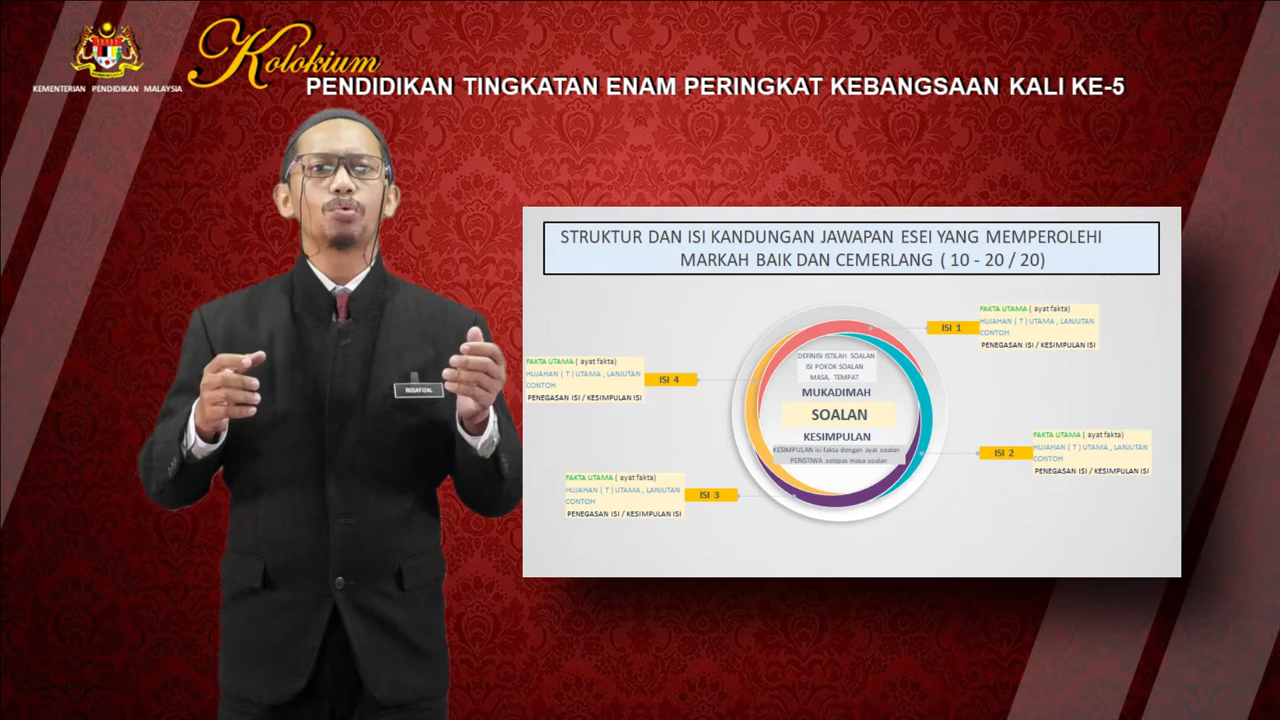 Kolokium
KEMENTERIAN PENDIDIKAN MALAYSIA
PENDIDIKAN TINGKATAN ENAM PERINGKAT KEBANGSAAN KALI KE-5
STRUKTUR DAN ISI KANDUNGAN JAWAPAN ESEI YANG MEMPEROLEHI
MARKAH BAIK DAN CEMERLANG ( 10 - 20 / 20)
ISI 1
FAKTA UTAMA ( ayat fakta)
HUJAHAN ( T ) UTAMA , LANJUTAN
CONTOH
PENEGASAN ISI / KESIMPULAN ISI
DEFINISI ISTILAH SOALAN
ISI POKOK SOALAN
MASA, TEMPAT
MUKADIMAH
SOALAN
KESIMPULAN
KESIMPULAN isi fakta dengan ayat soalan
PERISTIWA selepas masa soalan
ISI 4
FAKTA UTAMA ( ayat fakta)
HUJAHAN ( T ) UTAMA , LANJUTAN
CONTOH
PENEGASAN ISI / KESIMPULAN ISI
ISI 2
FAKTA UTAMA ( ayat fakta)
HUJAHAN ( T ) UTAMA , LANJUTAN
CONTOH
PENEGASAN ISI / KESIMPULAN ISI
ISI 3
FAKTA UTAMA ( ayat fakta)
HUJAHAN ( T ) UTAMA , LANJUTAN
CONTOH
PENEGASAN ISI / KESIMPULAN ISI
ROSAFIZAL